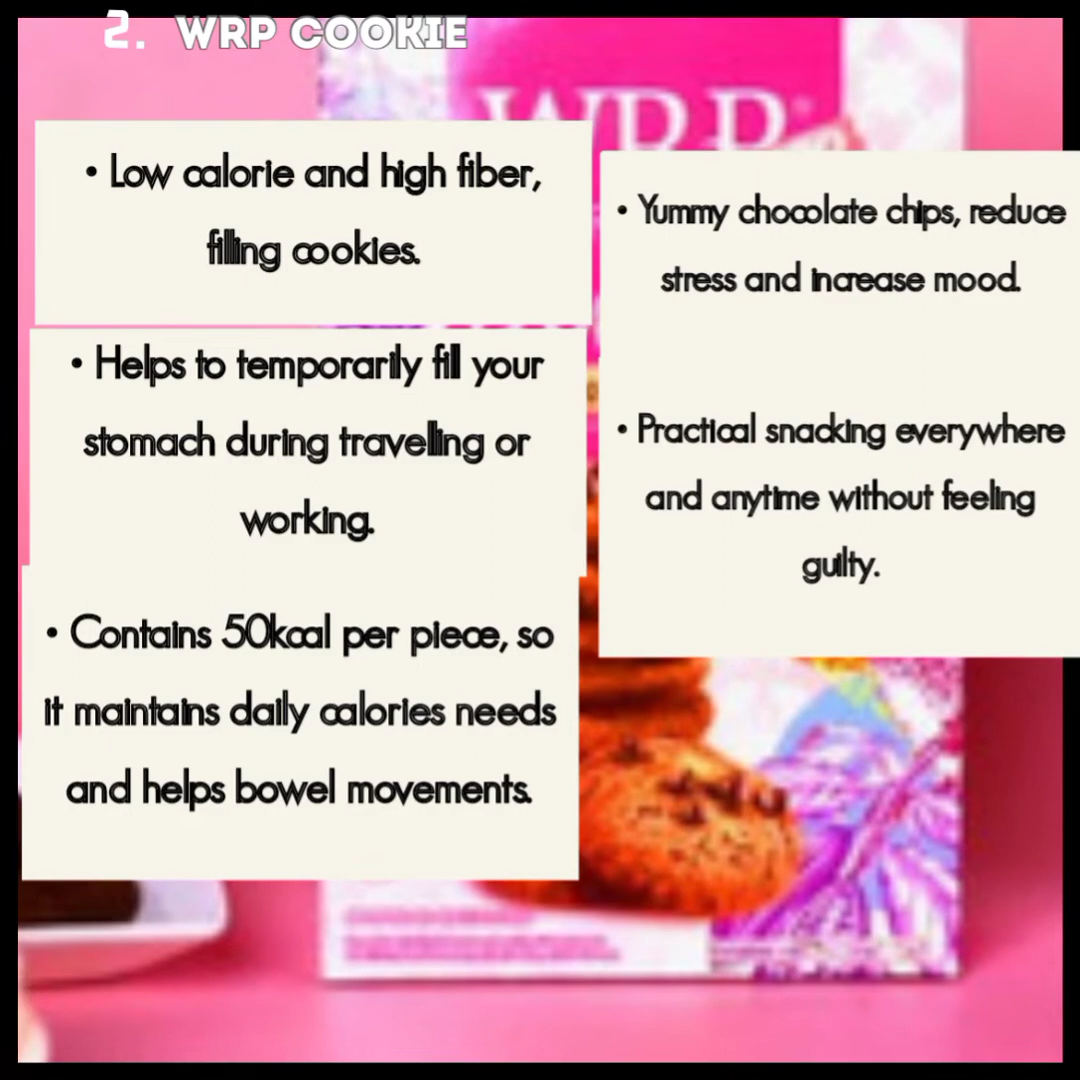 2. WRP COOKIE
WRP
• Low calorie and high fiber,
filling cookies.
• Helps to temporarily fill your
stomach during travelling or
working.
• Contains 50kcal per piece, so
it maintains daily calories needs
and helps bowel movements.
• Yummy chocolate chips, reduce
stress and increase mood.
• Practical snacking everywhere
and anytime without feeling
guilty.